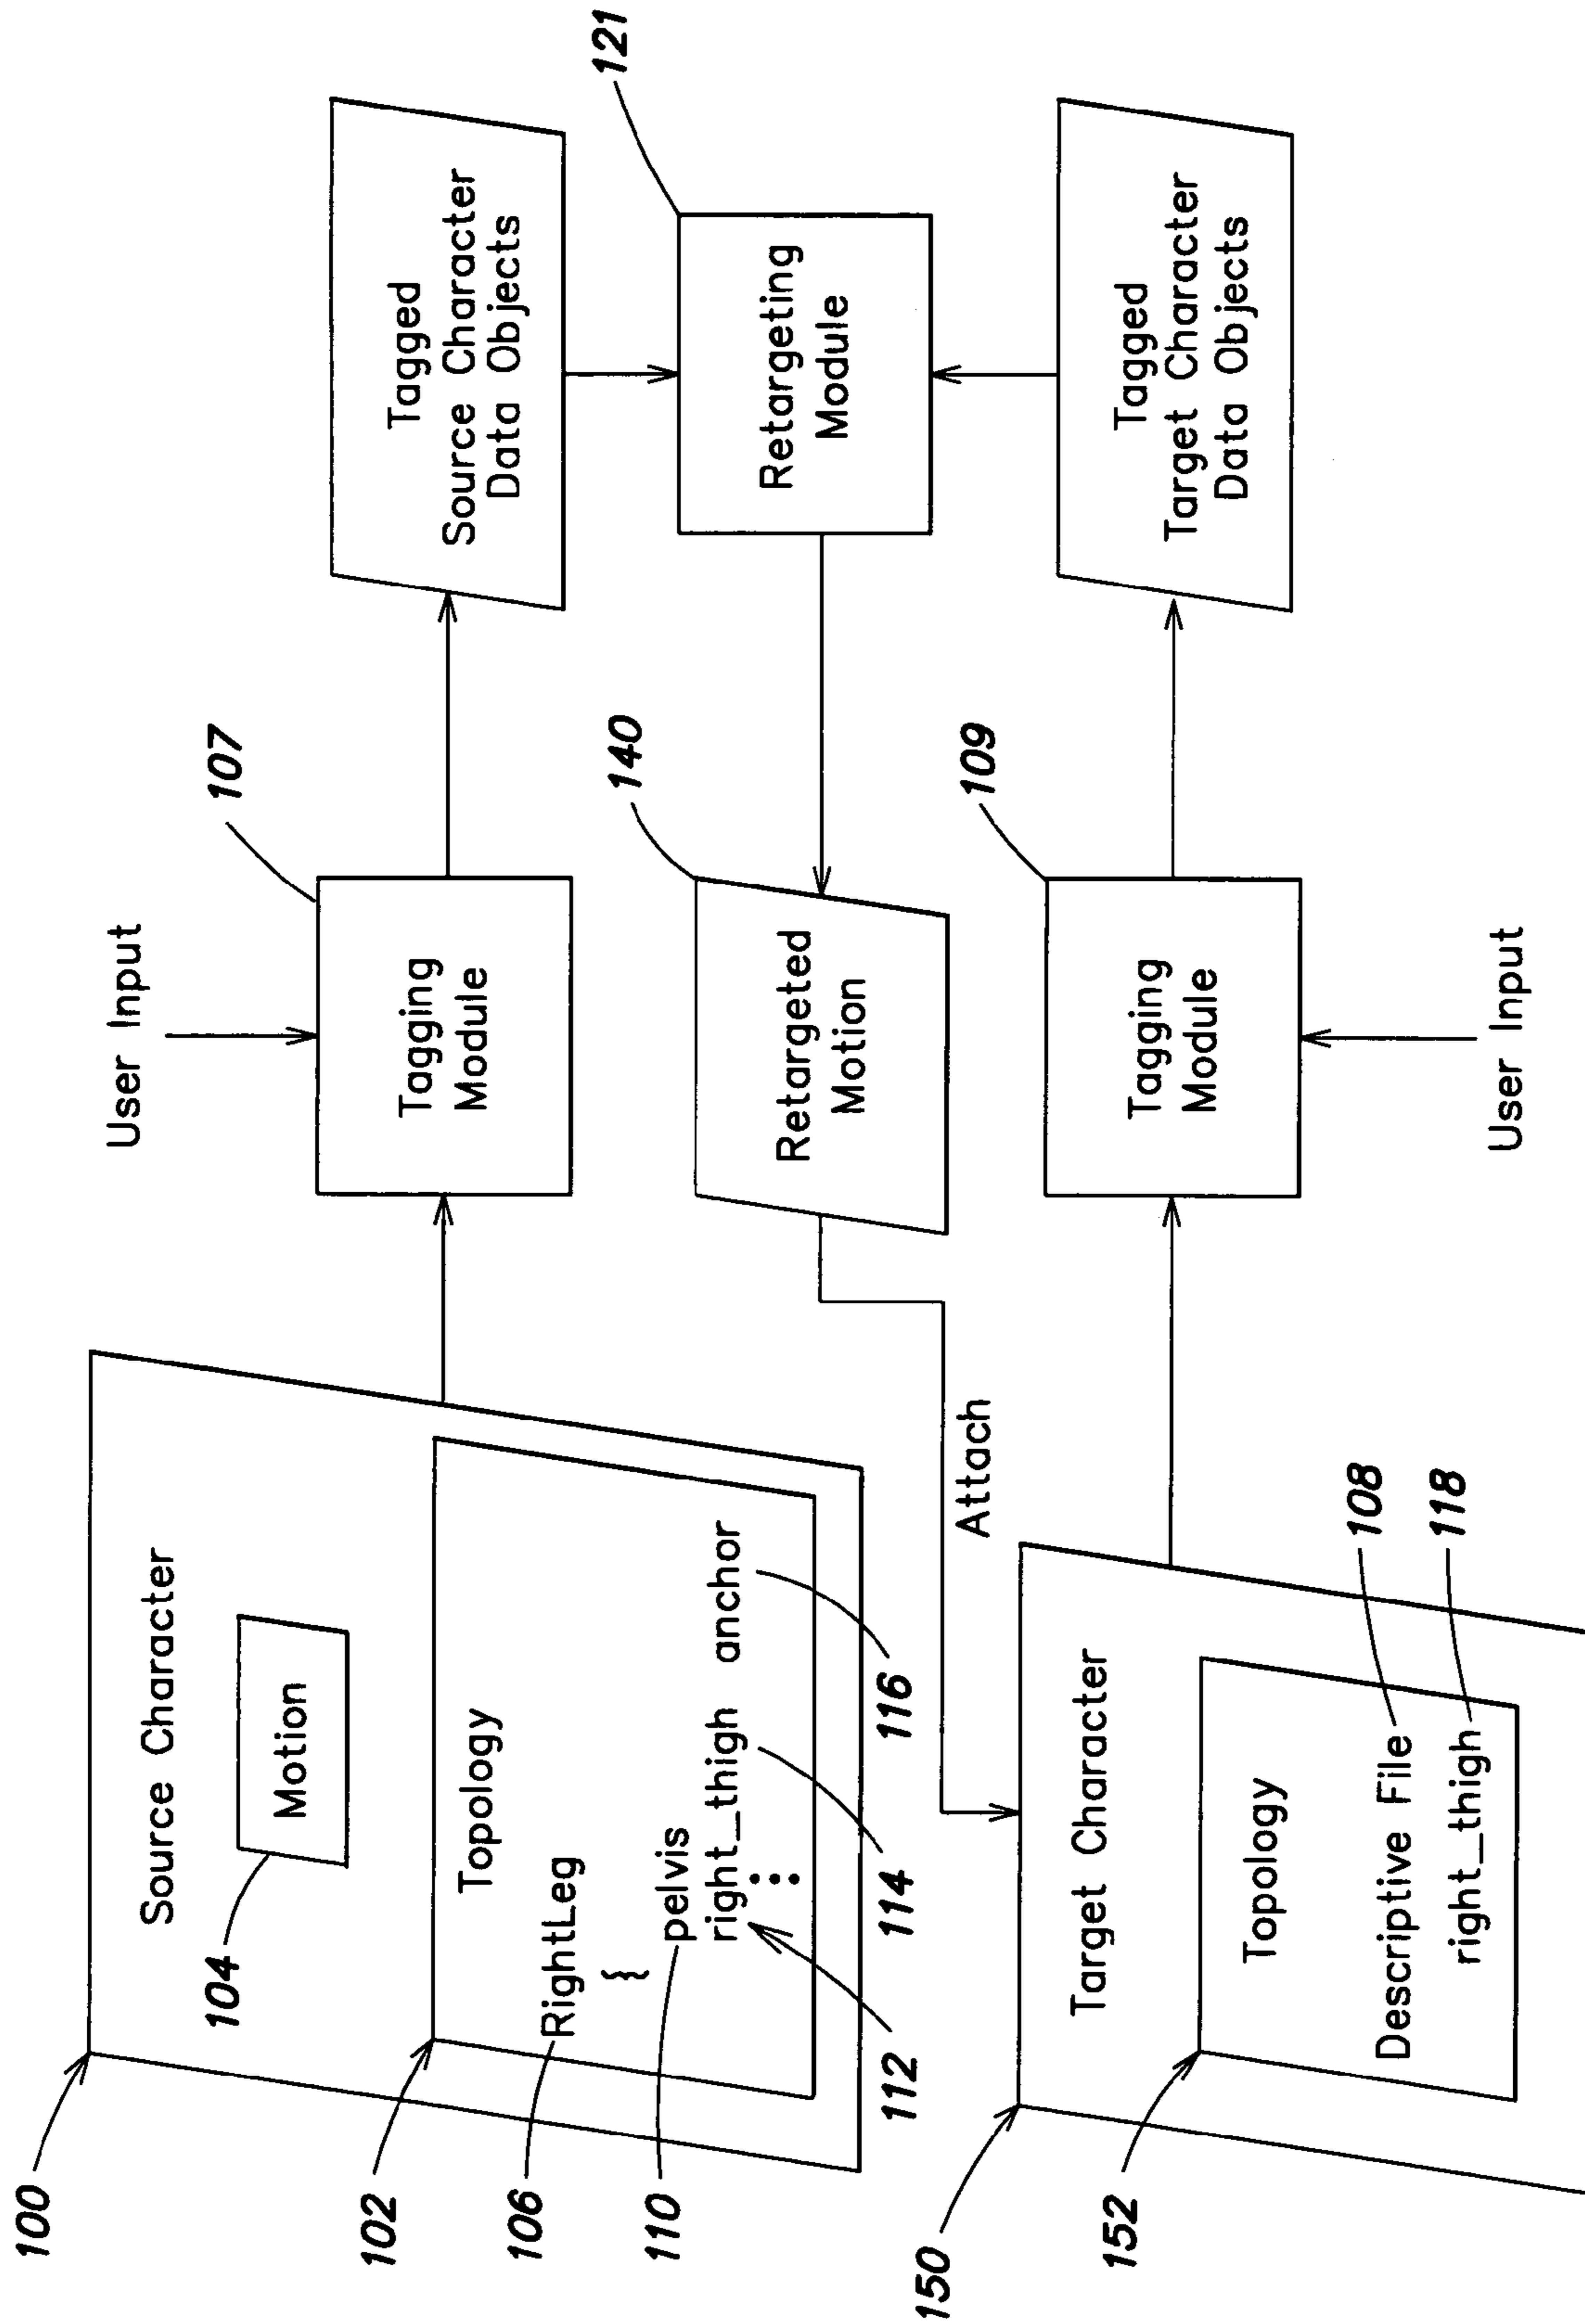 100
Source Character
104
Motion
102
Topology
106
RightLeg
{
110
pelvis
right_thigh anchor
112
114
116
User Input
107
Tagging
Module
Tagged
Source Character
Data Objects
121
Retargeting
Module
140
Retargeted
Motion
Attach
150
Target Character
152
Topology
Descriptive File
108
right_thigh
118
109
Tagging
Module
User Input
Tagged
Target Character
Data Objects